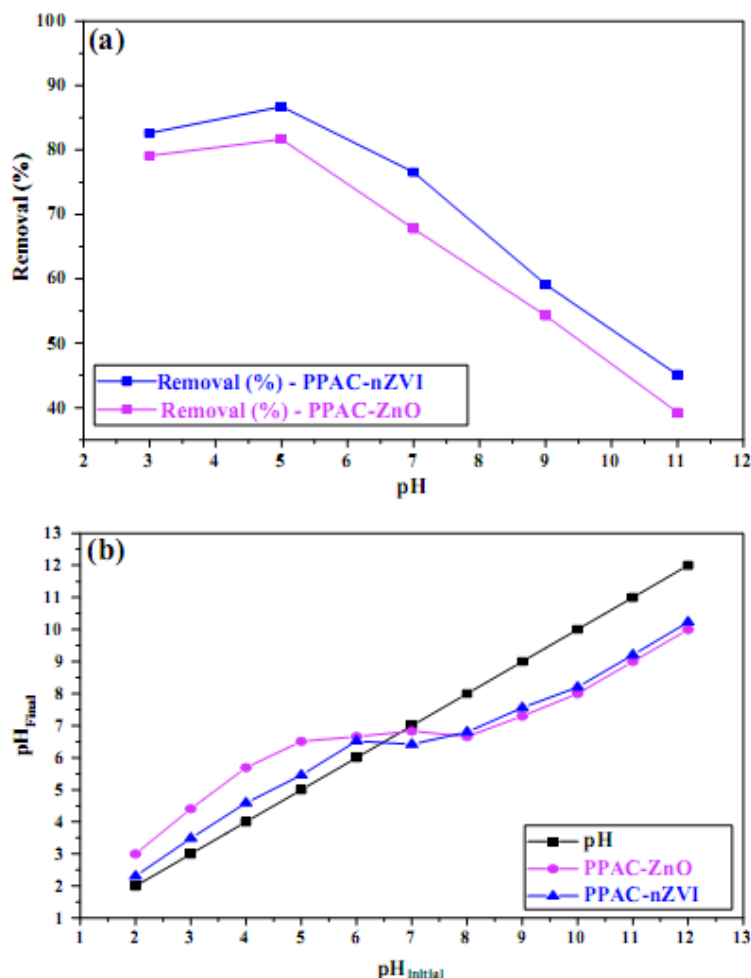 (a)
100
90
80
70
60
50
40
Removal (%)
Removal (%) - PPAC-nZVI
Removal (%) - PPAC-ZnO
2 3 4 5 6 7 8 9 10 11 12
pH
(b)
13
12
11
10
9
8
7
6
5
4
3
2
1
pHFinal
pH
PPAC-ZnO
PPAC-nZVI
1 2 3 4 5 6 7 8 9 10 11 12 13
pHInitial